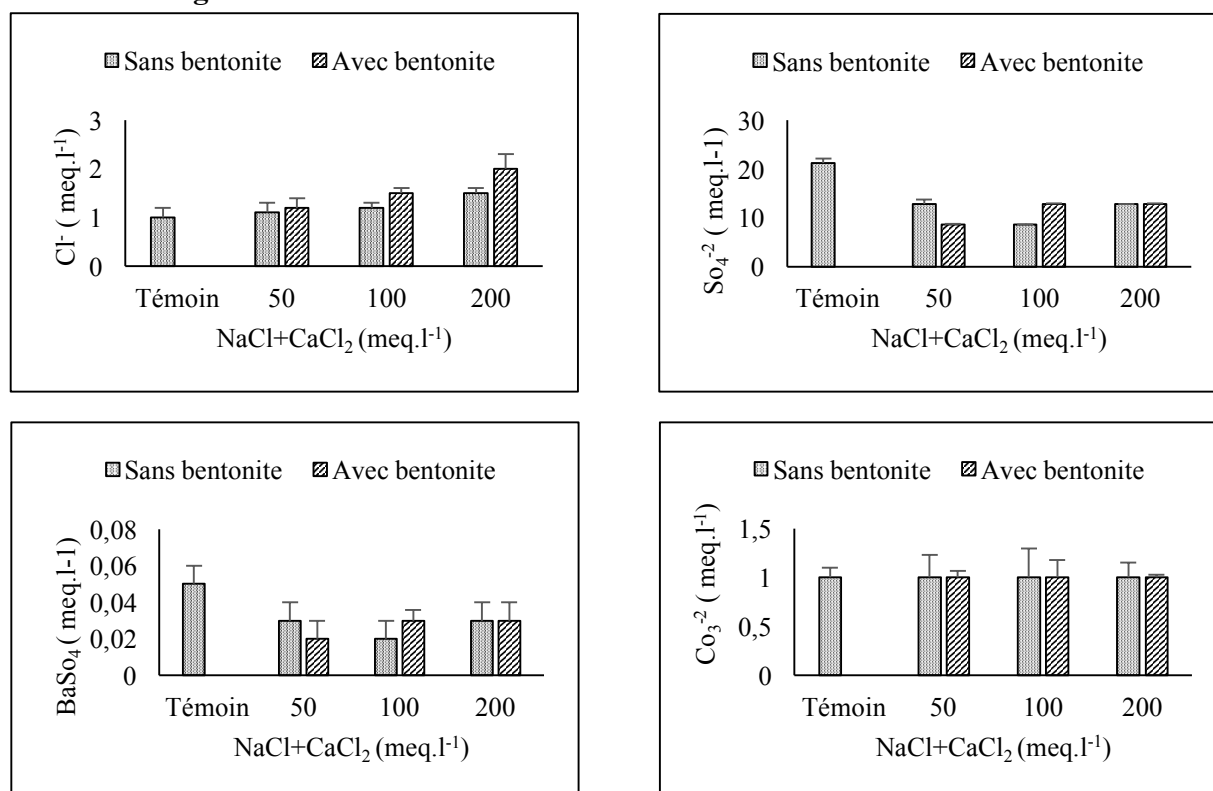 Sans bentonite Avec bentonite
3
2
1
0
Cl- ( meq.l-1)
Témoin 50 100 200
NaCl+CaCl2 (meq.l-1)
Sans bentonite Avec bentonite
30
20
10
0
So4-2 ( meq.l-1)
Témoin 50 100 200
NaCl+CaCl2 (meq.l-1)
Sans bentonite Avec bentonite
0,08
0,06
0,04
0,02
0
BaSo4 ( meq.l-1)
Témoin 50 100 200
NaCl+CaCl2 (meq.l-1)
Sans bentonite Avec bentonite
1,5
1
0,5
0
Co3-2 ( meq.l-1)
Témoin 50 100 200
NaCl+CaCl2 (meq.l-1)